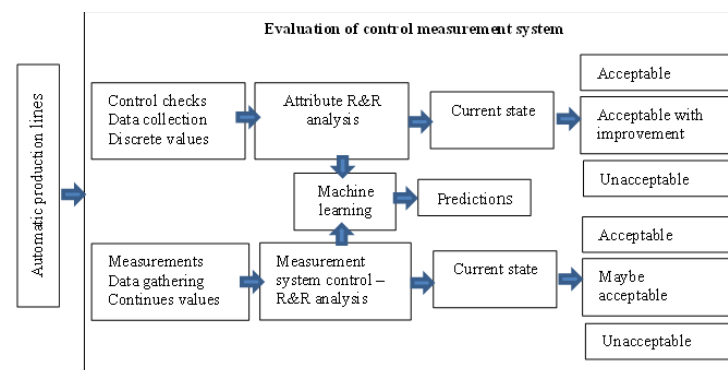 Evaluation of control measurement system
Automatic production lines
Control checks
Data collection
Discrete values
Attribute R&R
analysis
Current state
Acceptable
Acceptable with
improvement
Unacceptable
Machine
learning
Predictions
Measurements
Data gathering
Continues values
Measurement
system control –
R&R analysis
Current state
Acceptable
Maybe
acceptable
Unacceptable